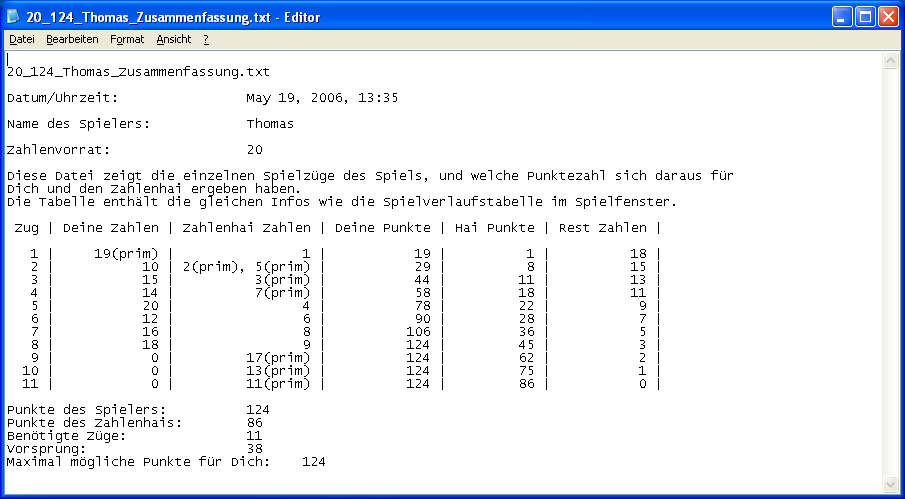 20_124_Thomas_Zusammenfassung.txt - Editor
Datei Bearbeiten Format Ansicht ?
20_124_Thomas_Zusammenfassung.txt
Datum/Uhrzeit: May 19, 2006, 13:35
Name des Spielers: Thomas
Zahlenvorrat: 20
Diese Datei zeigt die einzelnen Spielzüge des Spiels, und welche Punktezahl sich daraus für
Dich und den Zahlenhai ergeben haben.
Die Tabelle enthält die gleichen Infos wie die Spielverlaufstabelle im Spielfenster.
Zug | Deine Zahlen | Zahlenhai Zahlen | Deine Punkte | Hai Punkte | Rest Zahlen |
1 | 19(prim) | 1 | 19 | 1 | 18 |
2 | 10 | 2(prim), 5(prim) | 29 | 8 | 15 |
3 | 15 | 3(prim) | 44 | 11 | 13 |
4 | 14 | 7(prim) | 58 | 18 | 11 |
5 | 20 | 4 | 78 | 22 | 9 |
6 | 12 | 6 | 90 | 28 | 7 |
7 | 16 | 8 | 106 | 36 | 5 |
8 | 18 | 9 | 124 | 45 | 3 |
9 | 0 | 17(prim) | 124 | 62 | 2 |
10 | 0 | 13(prim) | 124 | 75 | 1 |
11 | 0 | 11(prim) | 124 | 86 | 0 |
Punkte des Spielers: 124
Punkte des Zahlenhais: 86
Benötigte Züge: 11
Vorsprung: 38
Maximal mögliche Punkte für Dich: 124